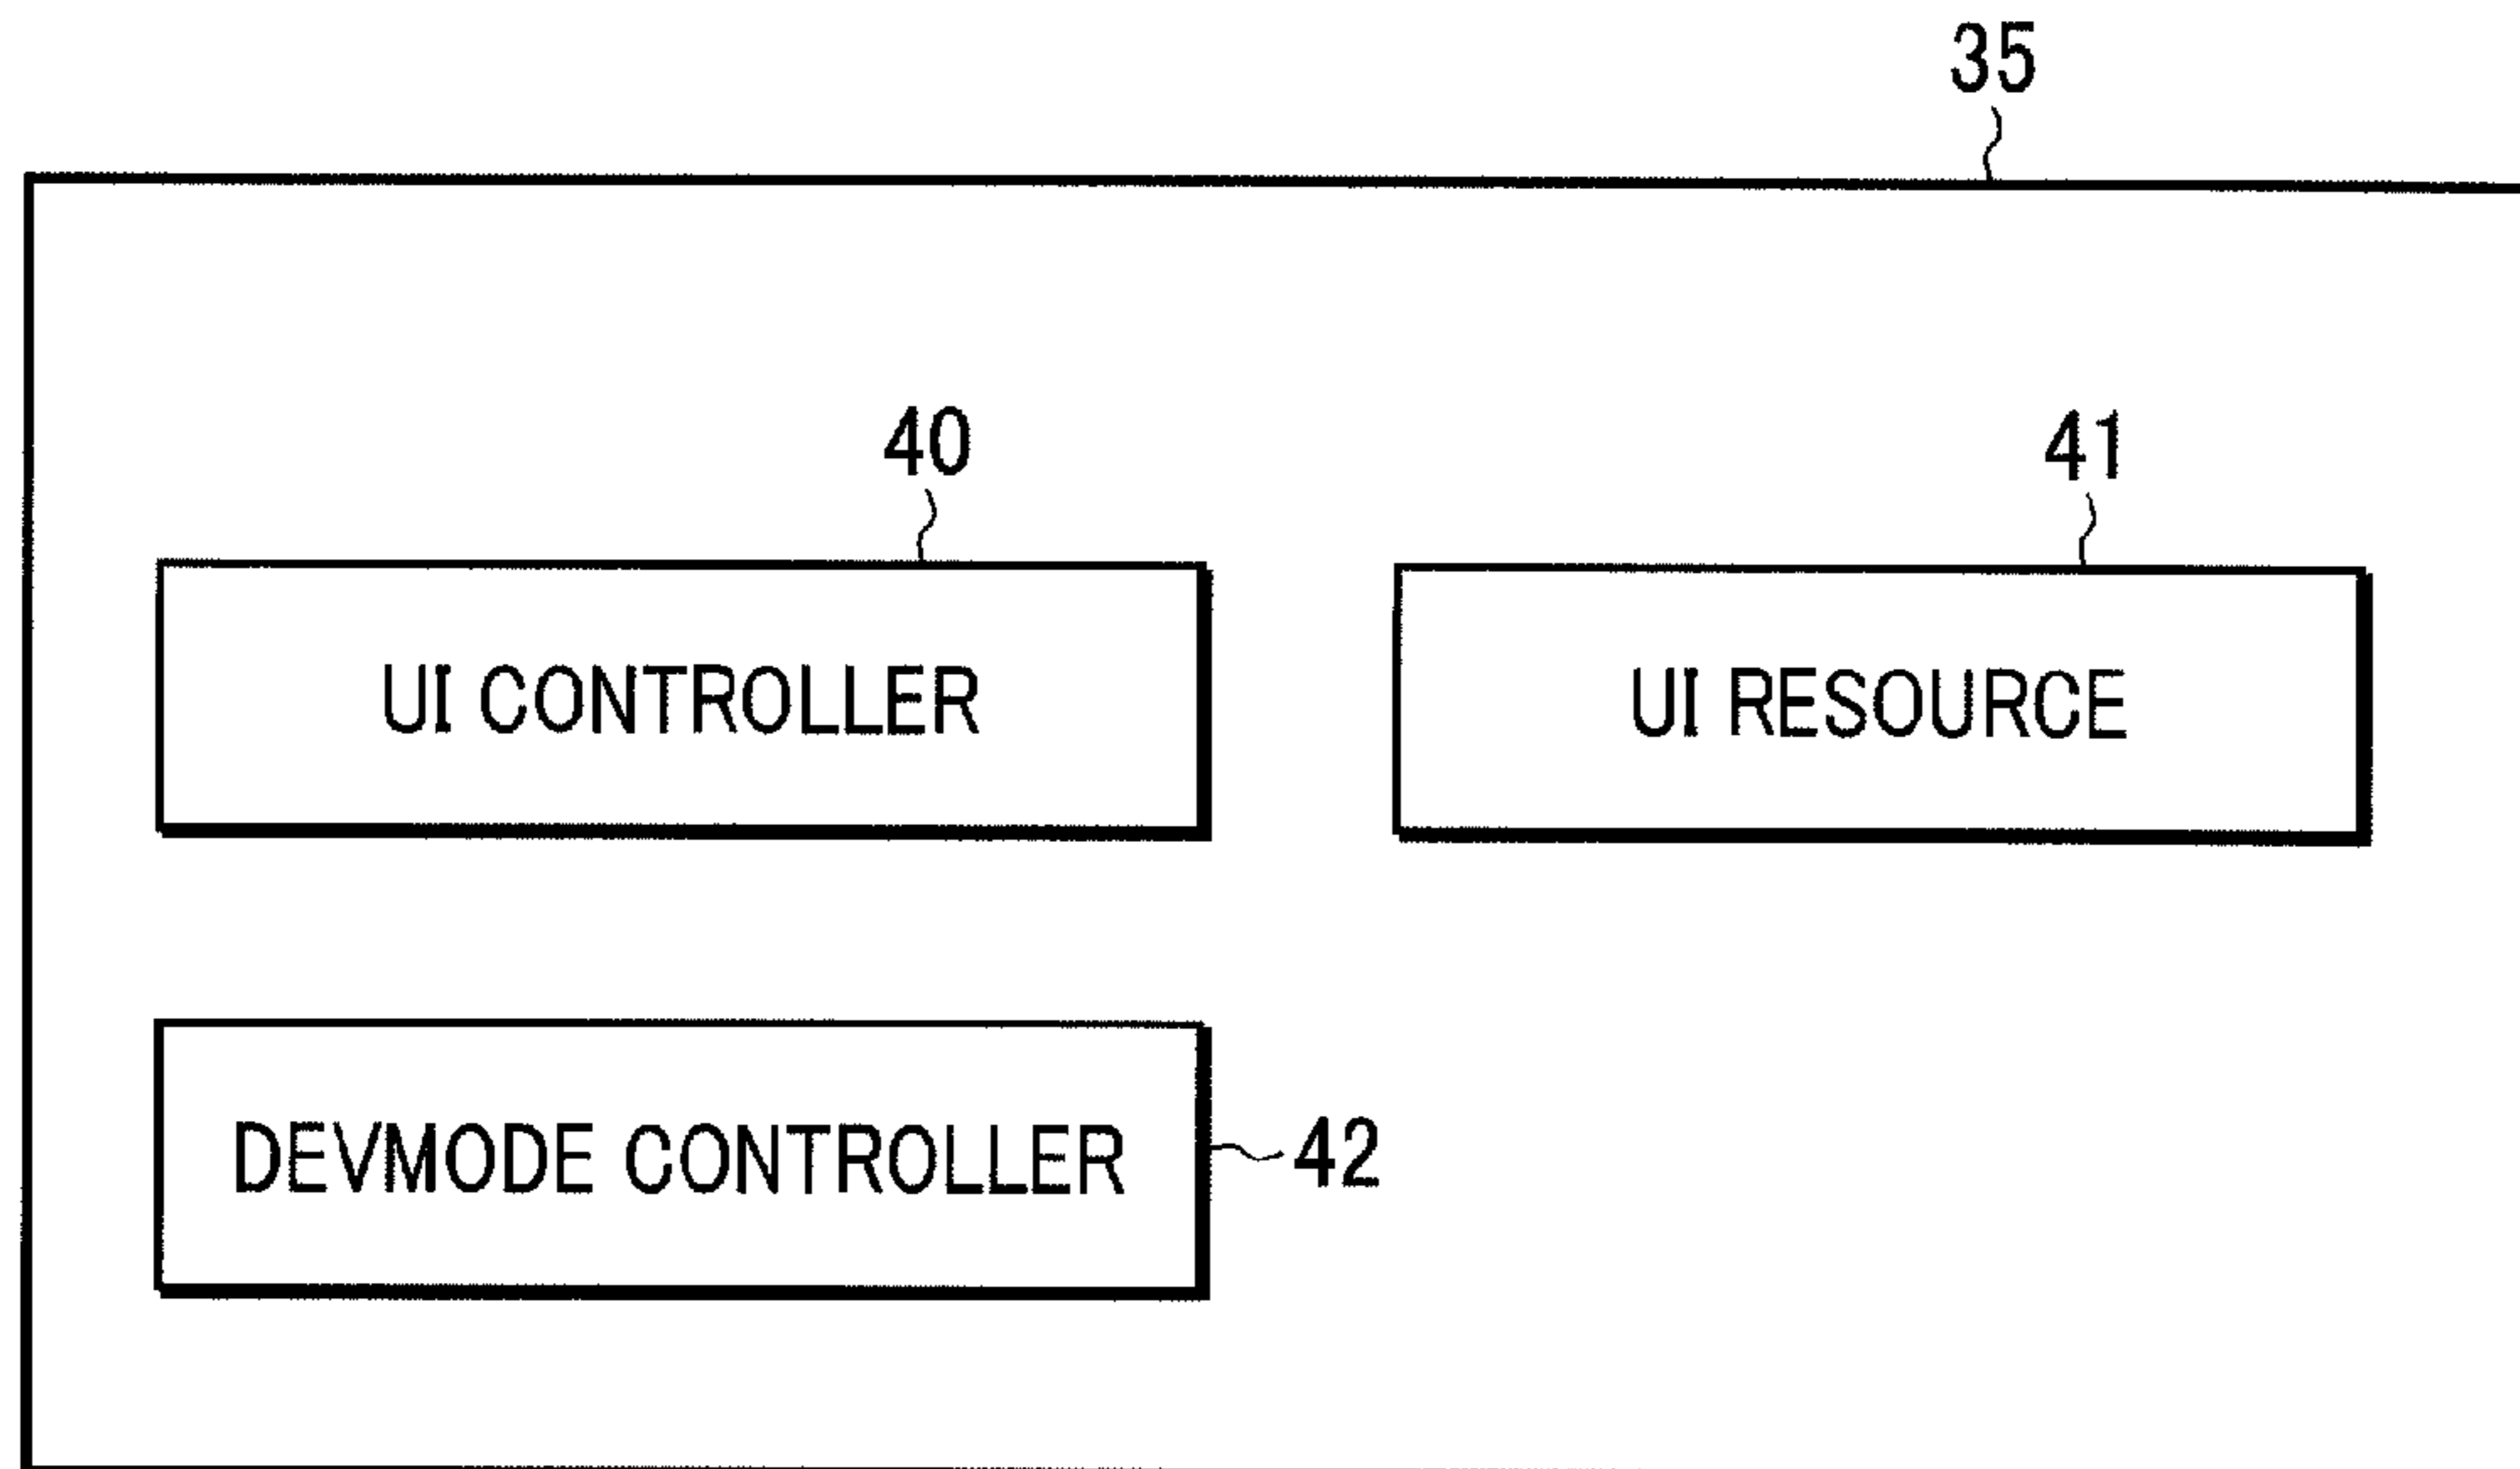 35
40
41
UI CONTROLLER
UI RESOURCE
DEVMODE CONTROLLER
42